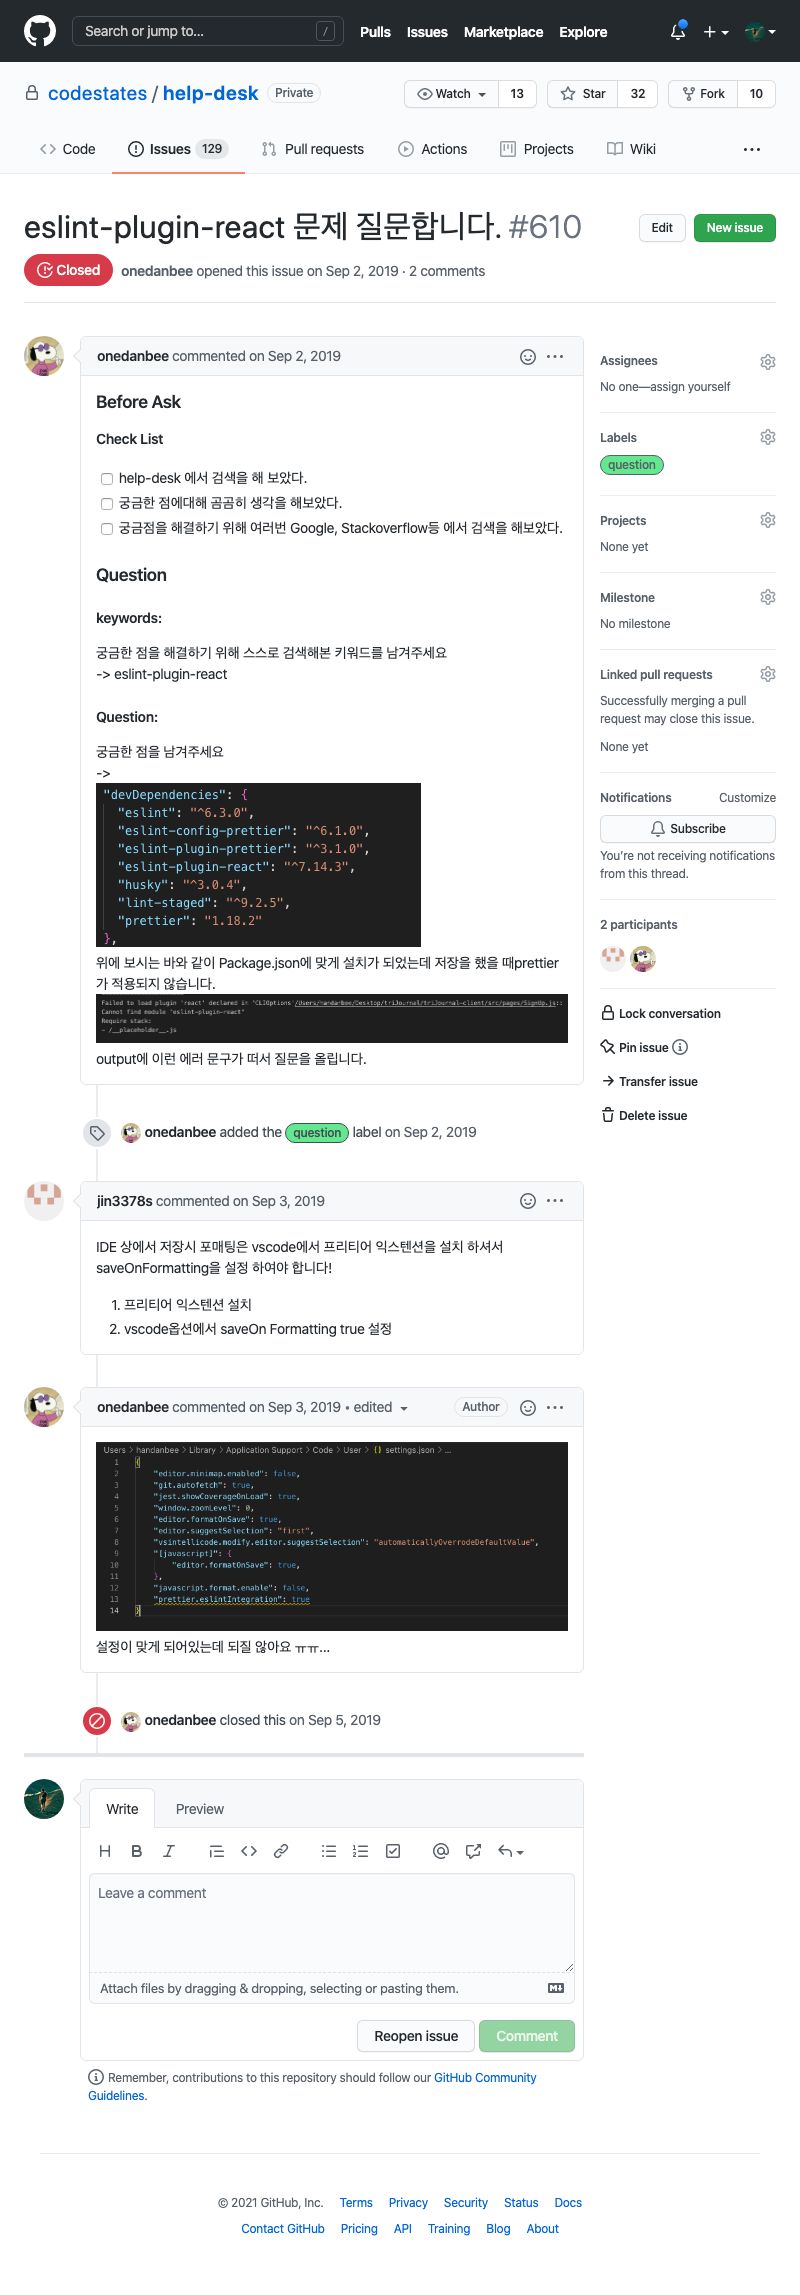 Search or jump to... /
Pulls Issues Marketplace Explore
codestates / help-desk Private
Watch 13 Star 32 Fork 10
Code Issues 129 Pull requests Actions Projects Wiki
eslint-plugin-react 문제 질문합니다. #610
Edit New issue
Closed onedanbee opened this issue on Sep 2, 2019 · 2 comments
onedanbee commented on Sep 2, 2019
Before Ask
Check List
help-desk 에서 검색을 해 보았다.
궁금한 점에대해 곰곰히 생각을 해보았다.
궁금점을 해결하기 위해 여러번 Google, Stackoverflow등 에서 검색을 해보았다.
Question
keywords:
궁금한 점을 해결하기 위해 스스로 검색해본 키워드를 남겨주세요
-> eslint-plugin-react
Question:
궁금한 점을 남겨주세요
->
"devDependencies": {
"eslint": "^6.3.0",
"eslint-config-prettier": "^6.1.0",
"eslint-plugin-prettier": "^3.1.0",
"eslint-plugin-react": "^7.14.3",
"husky": "^3.0.4",
"lint-staged": "^9.2.5",
"prettier": "1.18.2"
},
위에 보시는 바와 같이 Package.json에 맞게 설치가 되었는데 저장을 했을 때prettier
가 적용되지 않습니다.
Failed to load plugin 'react' declared in 'CLIOptions'/Users/handanbee/Desktop/triJournal/triJournal-client/src/pages/SignUp.js::
Cannot find module 'eslint-plugin-react'
Require stack:
- /__placeholder__.js
output에 이런 에러 문구가 떠서 질문을 올립니다.
onedanbee added the question label on Sep 2, 2019
jin3378s commented on Sep 3, 2019
IDE 상에서 저장시 포매팅은 vscode에서 프리티어 익스텐션을 설치 하셔서
saveOnFormatting을 설정 하여야 합니다!
1. 프리티어 익스텐션 설치
2. vscode옵션에서 saveOn Formatting true 설정
onedanbee commented on Sep 3, 2019 • edited Author
Users > handanbee > Library > Application Support > Code > User > {} settings.json > ...
1 {
2 "editor.minimap.enabled": false,
3 "git.autofetch": true,
4 "jest.showCoverageOnLoad": true,
5 "window.zoomLevel": 0,
6 "editor.formatOnSave": true,
7 "editor.suggestSelection": "first",
8 "vsintellicode.modify.editor.suggestSelection": "automaticallyOverrodeDefaultValue",
9 "[javascript]": {
10 "editor.formatOnSave": true,
11 },
12 "javascript.format.enable": false,
13 "prettier.eslintIntegration": true
14 }
설정이 맞게 되어있는데 되질 않아요 ㅠㅠ...
onedanbee closed this on Sep 5, 2019
Write Preview
Leave a comment
Attach files by dragging & dropping, selecting or pasting them.
Reopen issue Comment
Remember, contributions to this repository should follow our GitHub Community
Guidelines.
Assignees
No one—assign yourself
Labels
question
Projects
None yet
Milestone
No milestone
Linked pull requests
Successfully merging a pull
request may close this issue.
None yet
Notifications Customize
Subscribe
You're not receiving notifications
from this thread.
2 participants
Lock conversation
Pin issue
Transfer issue
Delete issue
© 2021 GitHub, Inc. Terms Privacy Security Status Docs
Contact GitHub Pricing API Training Blog About